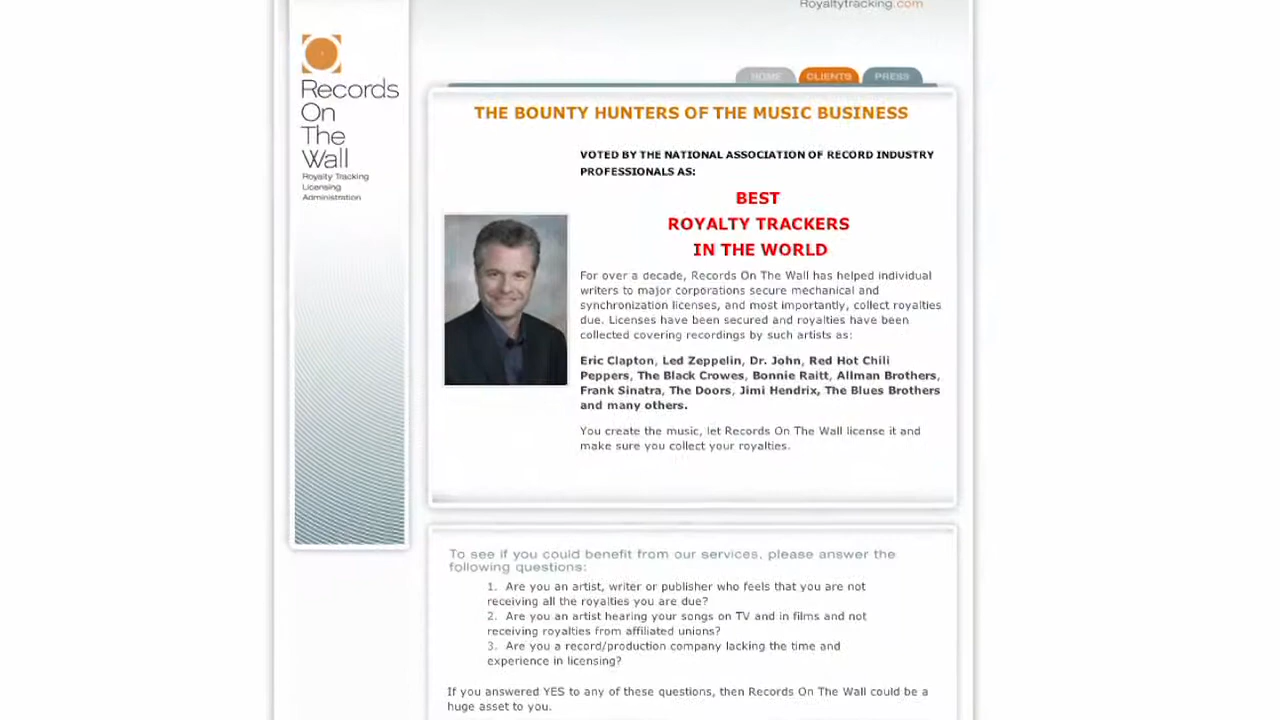 Royaltytracking.com
Records
On
The
Wall
Royalty Tracking
Licensing
Administration
HOME
CLIENTS
PRESS
THE BOUNTY HUNTERS OF THE MUSIC BUSINESS
VOTED BY THE NATIONAL ASSOCIATION OF RECORD INDUSTRY
PROFESSIONALS AS:
BEST
ROYALTY TRACKERS
IN THE WORLD
For over a decade, Records On The Wall has helped individual
writers to major corporations secure mechanical and
synchronization licenses, and most importantly, collect royalties
due. Licenses have been secured and royalties have been
collected covering recordings by such artists as:
Eric Clapton, Led Zeppelin, Dr. John, Red Hot Chili
Peppers, The Black Crowes, Bonnie Raitt, Allman Brothers,
Frank Sinatra, The Doors, Jimi Hendrix, The Blues Brothers
and many others.
You create the music, let Records On The Wall license it and
make sure you collect your royalties.
To see if you could benefit from our services, please answer the
following questions:
1. Are you an artist, writer or publisher who feels that you are not
receiving all the royalties you are due?
2. Are you an artist hearing your songs on TV and in films and not
receiving royalties from affiliated unions?
3. Are you a record/production company lacking the time and
experience in licensing?
If you answered YES to any of these questions, then Records On The Wall could be a
huge asset to you.